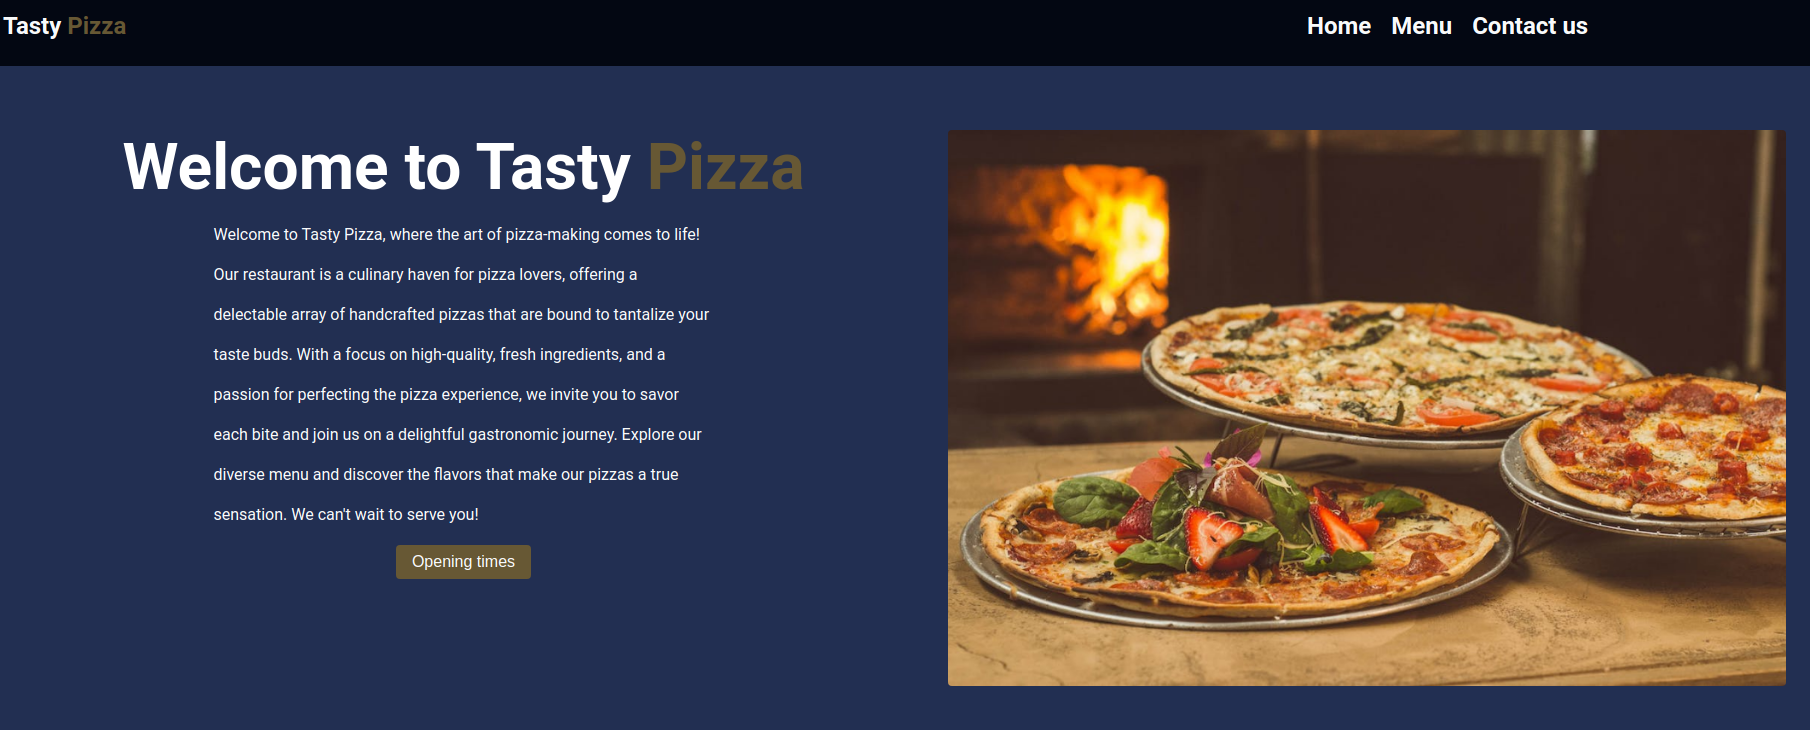 Tasty Pizza
Home Menu Contact us
Welcome to Tasty Pizza
Welcome to Tasty Pizza, where the art of pizza-making comes to life!
Our restaurant is a culinary haven for pizza lovers, offering a
delectable array of handcrafted pizzas that are bound to tantalize your
taste buds. With a focus on high-quality, fresh ingredients, and a
passion for perfecting the pizza experience, we invite you to savor
each bite and join us on a delightful gastronomic journey. Explore our
diverse menu and discover the flavors that make our pizzas a true
sensation. We can't wait to serve you!
Opening times